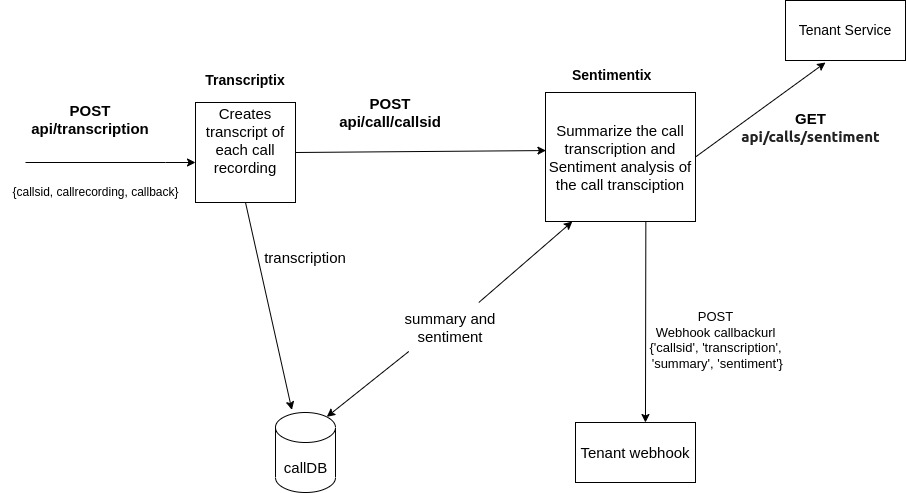 Tenant Service
Transcriptix
Sentimentix
POST
api/transcription
Creates
transcript of
each call
recording
POST
api/call/callsid
Summarize the call
transcription and
Sentiment analysis of
the call transciption
GET
api/calls/sentiment
{callsid, callrecording, callback}
transcription
summary and
sentiment
POST
Webhook callbackurl
{'callsid', 'transcription',
'summary', 'sentiment'}
callDB
Tenant webhook